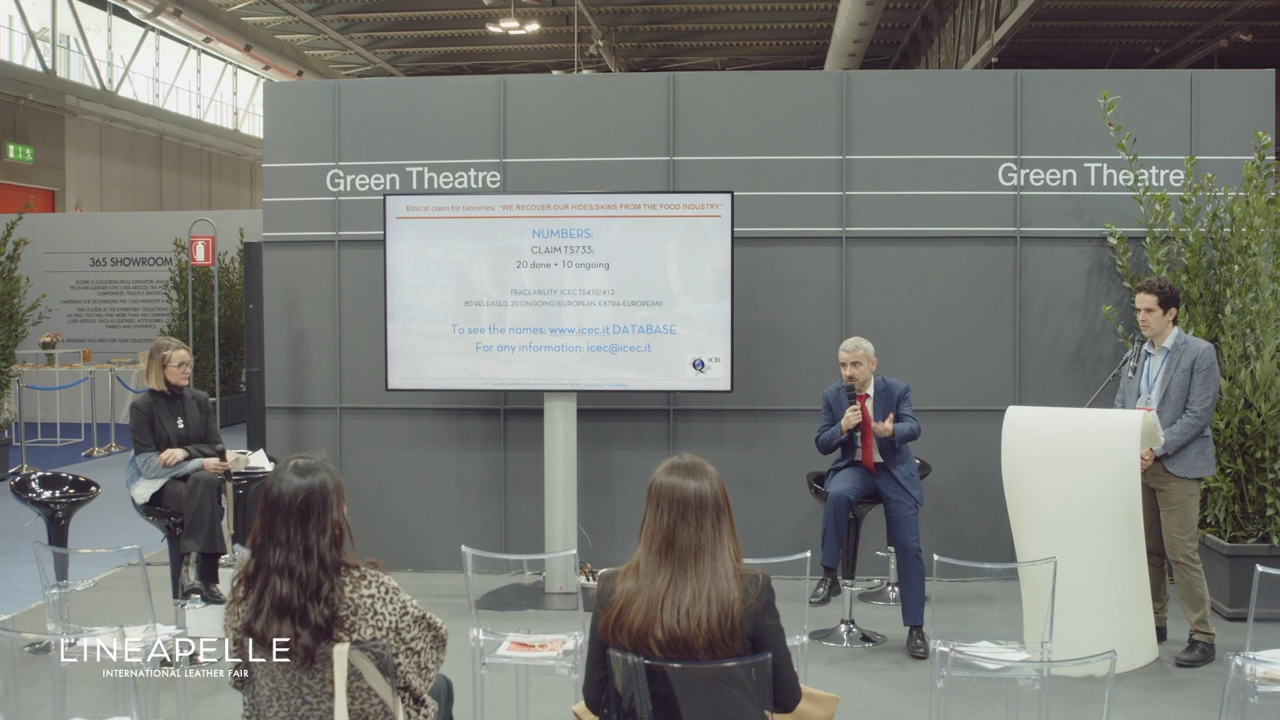 Green Theatre
Green Theatre
Ethical claim for tanneries: "WE RECOVER OUR HIDES/SKINS FROM THE FOOD INDUSTRY"
NUMBERS:
CLAIM TS733:
20 done + 10 ongoing
TRACEABILITY ICEC TS410/412:
80 RELEASED, 20 ONGOING (EUROPEAN, EXTRA-EUROPEAN)
To see the names: www.icec.it DATABASE
For any information: icec@icec.it
ICEC
365 SHOWROOM
LINEAPELLE
INTERNATIONAL LEATHER FAIR